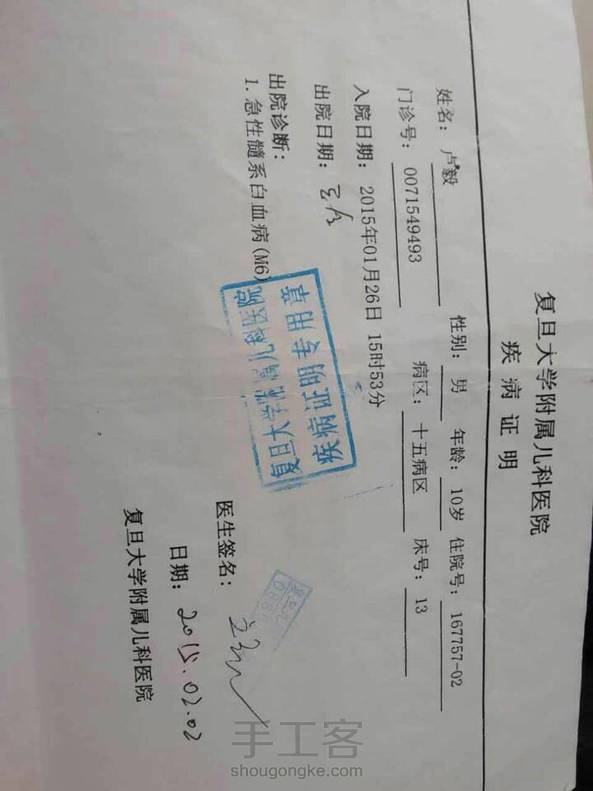 复旦大学附属儿科医院
疾 病 证 明
姓名: 卢毅 性别: 男 年龄: 10岁 住院号: 167757-02
门诊号: 0071549493 病区: 十五病区 床号: 13
入院日期: 2015年01月26日 15时53分
出院日期:
出院诊断:
1. 急性髓系白血病(M6)
复旦大学附属儿科医院
疾病证明专用章
医生签名:
日期: 2015.02.02
复旦大学附属儿科医院
手工客
shougongke.com